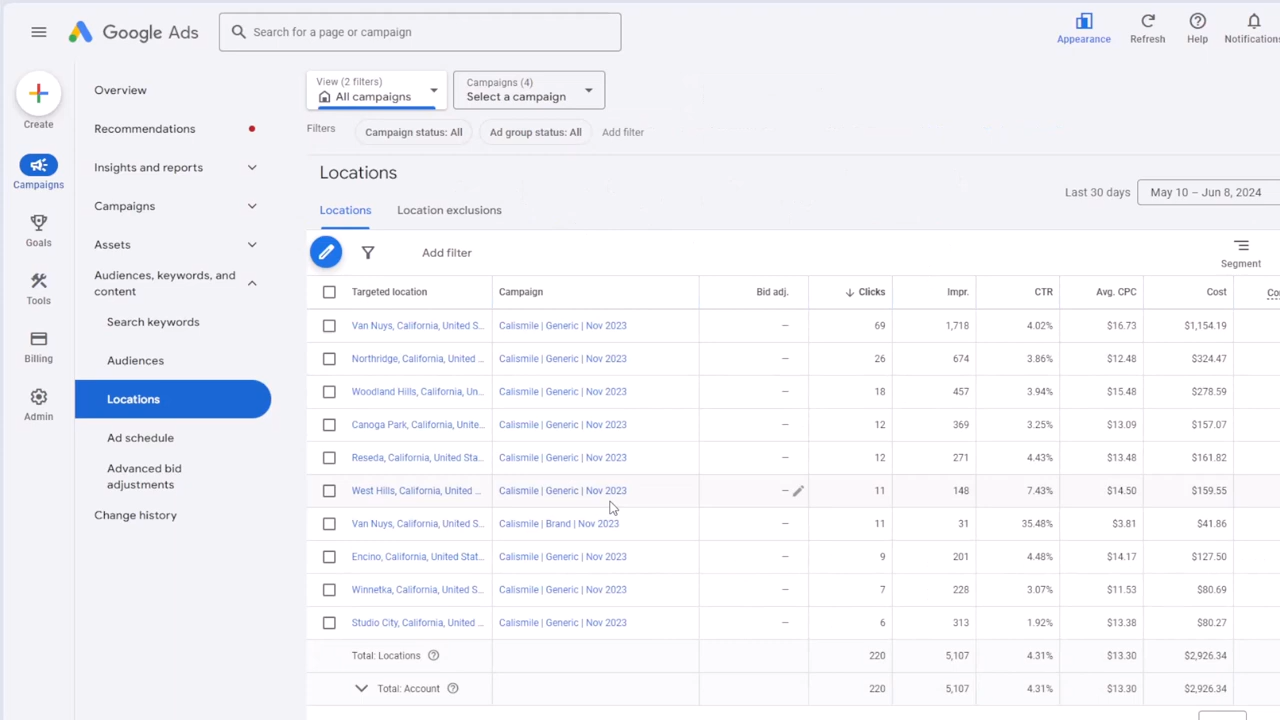 Google Ads
Search for a page or campaign
Appearance
Refresh
Help
Notifications
Create
Campaigns
Goals
Tools
Billing
Admin
Overview
Recommendations
Insights and reports
Campaigns
Assets
Audiences, keywords, and
content
Search keywords
Audiences
Locations
Ad schedule
Advanced bid
adjustments
Change history
View (2 filters)
All campaigns
Campaigns (4)
Select a campaign
Filters
Campaign status: All
Ad group status: All
Add filter
Locations
Last 30 days
May 10 – Jun 8, 2024
Locations
Location exclusions
Add filter
Segment
Targeted location Campaign Bid adj. Clicks Impr. CTR Avg. CPC Cost Co
Van Nuys, California, United S... Calismile | Generic | Nov 2023 – 69 1,718 4.02% $16.73 $1,154.19
Northridge, California, United ... Calismile | Generic | Nov 2023 – 26 674 3.86% $12.48 $324.47
Woodland Hills, California, Un... Calismile | Generic | Nov 2023 – 18 457 3.94% $15.48 $278.59
Canoga Park, California, Unite... Calismile | Generic | Nov 2023 – 12 369 3.25% $13.09 $157.07
Reseda, California, United Sta... Calismile | Generic | Nov 2023 – 12 271 4.43% $13.48 $161.82
West Hills, California, United ... Calismile | Generic | Nov 2023 – 11 148 7.43% $14.50 $159.55
Van Nuys, California, United S... Calismile | Brand | Nov 2023 – 11 31 35.48% $3.81 $41.86
Encino, California, United Stat... Calismile | Generic | Nov 2023 – 9 201 4.48% $14.17 $127.50
Winnetka, California, United S... Calismile | Generic | Nov 2023 – 7 228 3.07% $11.53 $80.69
Studio City, California, United ... Calismile | Generic | Nov 2023 – 6 313 1.92% $13.38 $80.27
Total: Locations 220 5,107 4.31% $13.30 $2,926.34
Total: Account 220 5,107 4.31% $13.30 $2,926.34